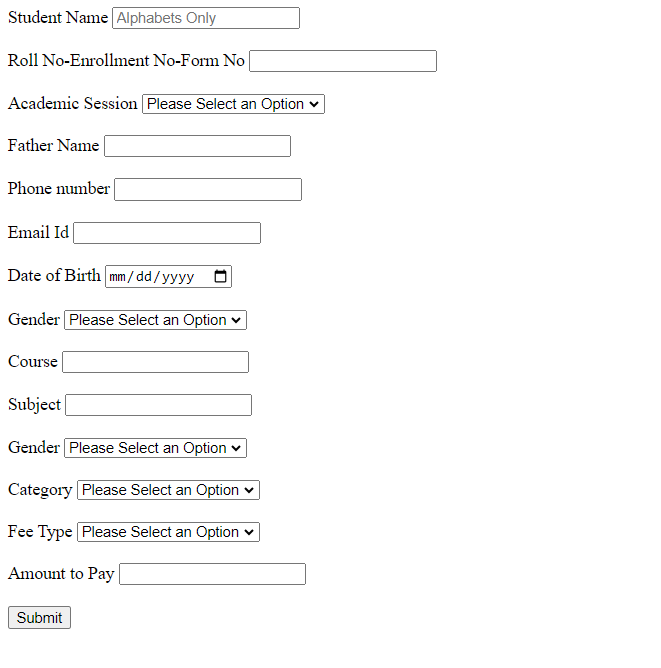 Student Name Alphabets Only
Roll No-Enrollment No-Form No
Academic Session Please Select an Option
Father Name
Phone number
Email Id
Date of Birth mm/dd/yyyy
Gender Please Select an Option
Course
Subject
Gender Please Select an Option
Category Please Select an Option
Fee Type Please Select an Option
Amount to Pay
Submit